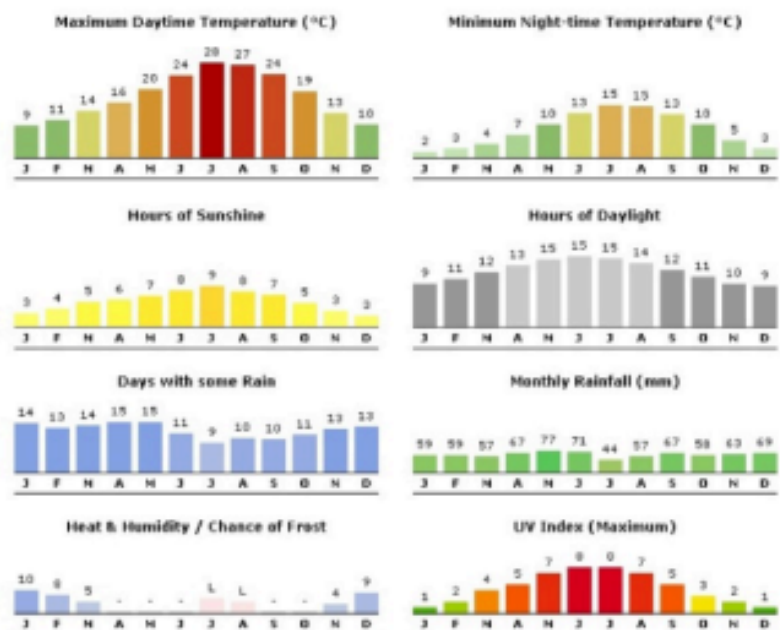 Maximum Daytime Temperature (°C)
9 11 14 16 20 24 28 27 24 19 13 10
J F M A M J J A S O N D
Minimum Night-time Temperature (°C)
2 3 4 7 10 13 15 15 13 10 5 3
J F M A M J J A S O N D
Hours of Sunshine
3 4 5 6 7 8 9 8 7 5 3 3
J F M A M J J A S O N D
Hours of Daylight
9 11 12 13 15 15 15 14 12 11 10 9
J F M A M J J A S O N D
Days with some Rain
14 13 14 15 15 11 9 10 10 11 13 13
J F M A M J J A S O N D
Monthly Rainfall (mm)
59 59 57 67 77 71 44 57 67 58 63 69
J F M A M J J A S O N D
Heat & Humidity / Chance of Frost
10 8 5 - - - L L - - 4 9
J F M A M J J A S O N D
UV Index (Maximum)
1 2 4 5 7 8 8 7 5 3 2 1
J F M A M J J A S O N D